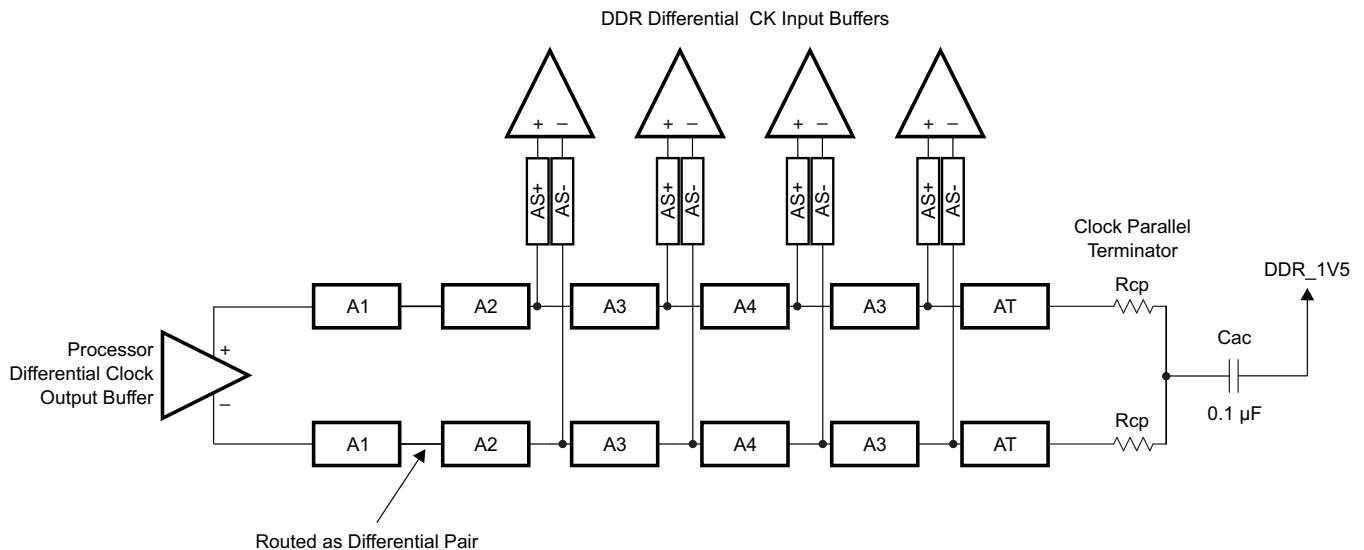 DDR Differential CK Input Buffers
+ – + – + – + –
AS+ AS- AS+ AS- AS+ AS- AS+ AS-
Clock Parallel
Terminator
DDR_1V5
A1 A2 A3 A4 A3 AT
Rcp
Processor
Differential Clock
Output Buffer
+
–
Cac
0.1 µF
A1 A2 A3 A4 A3 AT
Rcp
Routed as Differential Pair